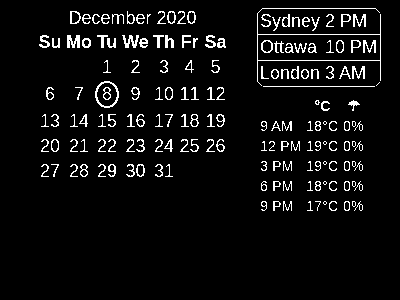 December 2020
Su Mo Tu We Th Fr Sa
1 2 3 4 5
6 7 8 9 10 11 12
13 14 15 16 17 18 19
20 21 22 23 24 25 26
27 28 29 30 31
Sydney 2 PM
Ottawa 10 PM
London 3 AM
°C ☂
9 AM 18°C 0%
12 PM 19°C 0%
3 PM 19°C 0%
6 PM 18°C 0%
9 PM 17°C 0%